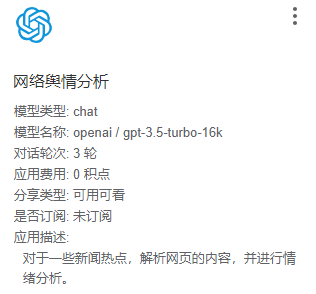 网络舆情分析
模型类型: chat
模型名称: openai / gpt-3.5-turbo-16k
对话轮次: 3 轮
应用费用: 0 积点
分享类型: 可用可看
是否订阅: 未订阅
应用描述:
对于一些新闻热点，解析网页的内容，并进行情
绪分析。